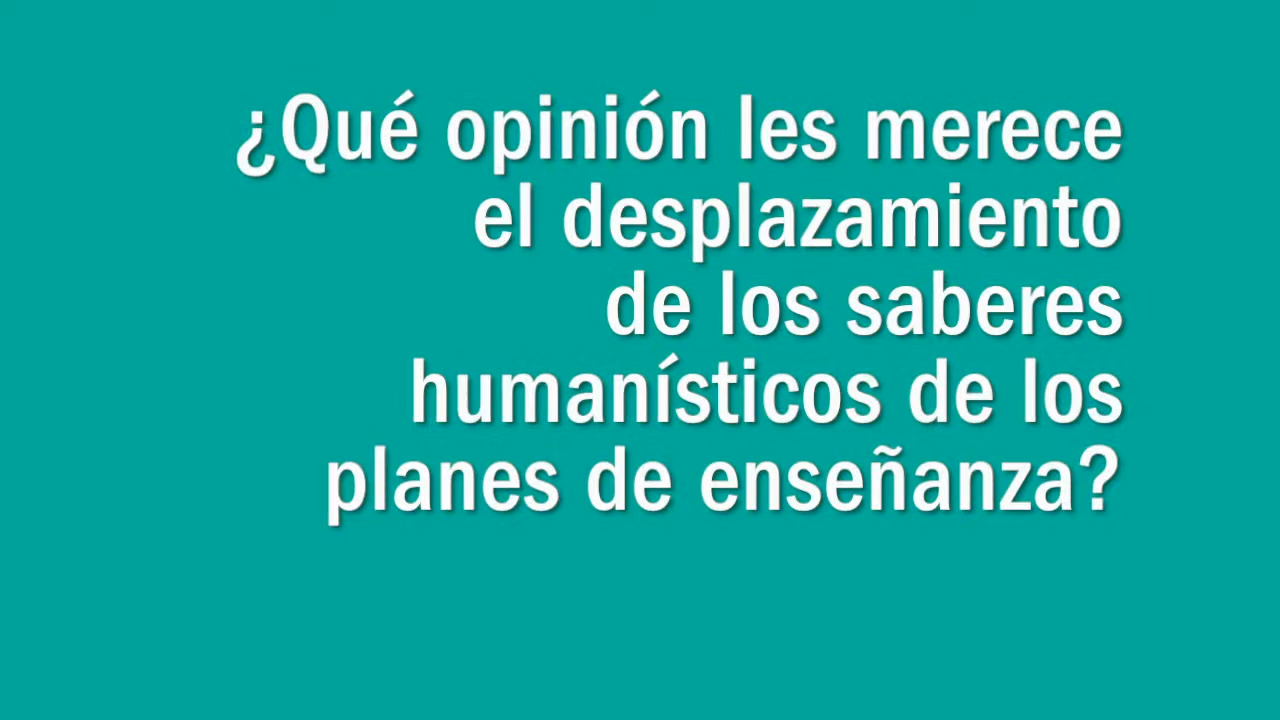 ¿Qué opinión les merece
el desplazamiento
de los saberes
humanísticos de los
planes de enseñanza?